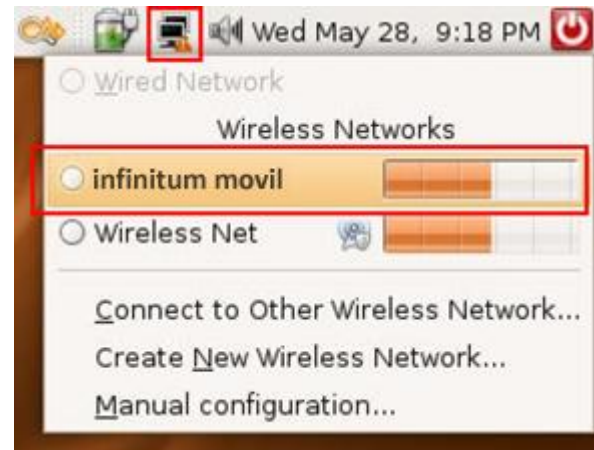 Wed May 28, 9:18 PM
Wired Network
Wireless Networks
infinitum movil
Wireless Net
Connect to Other Wireless Network...
Create New Wireless Network...
Manual configuration...